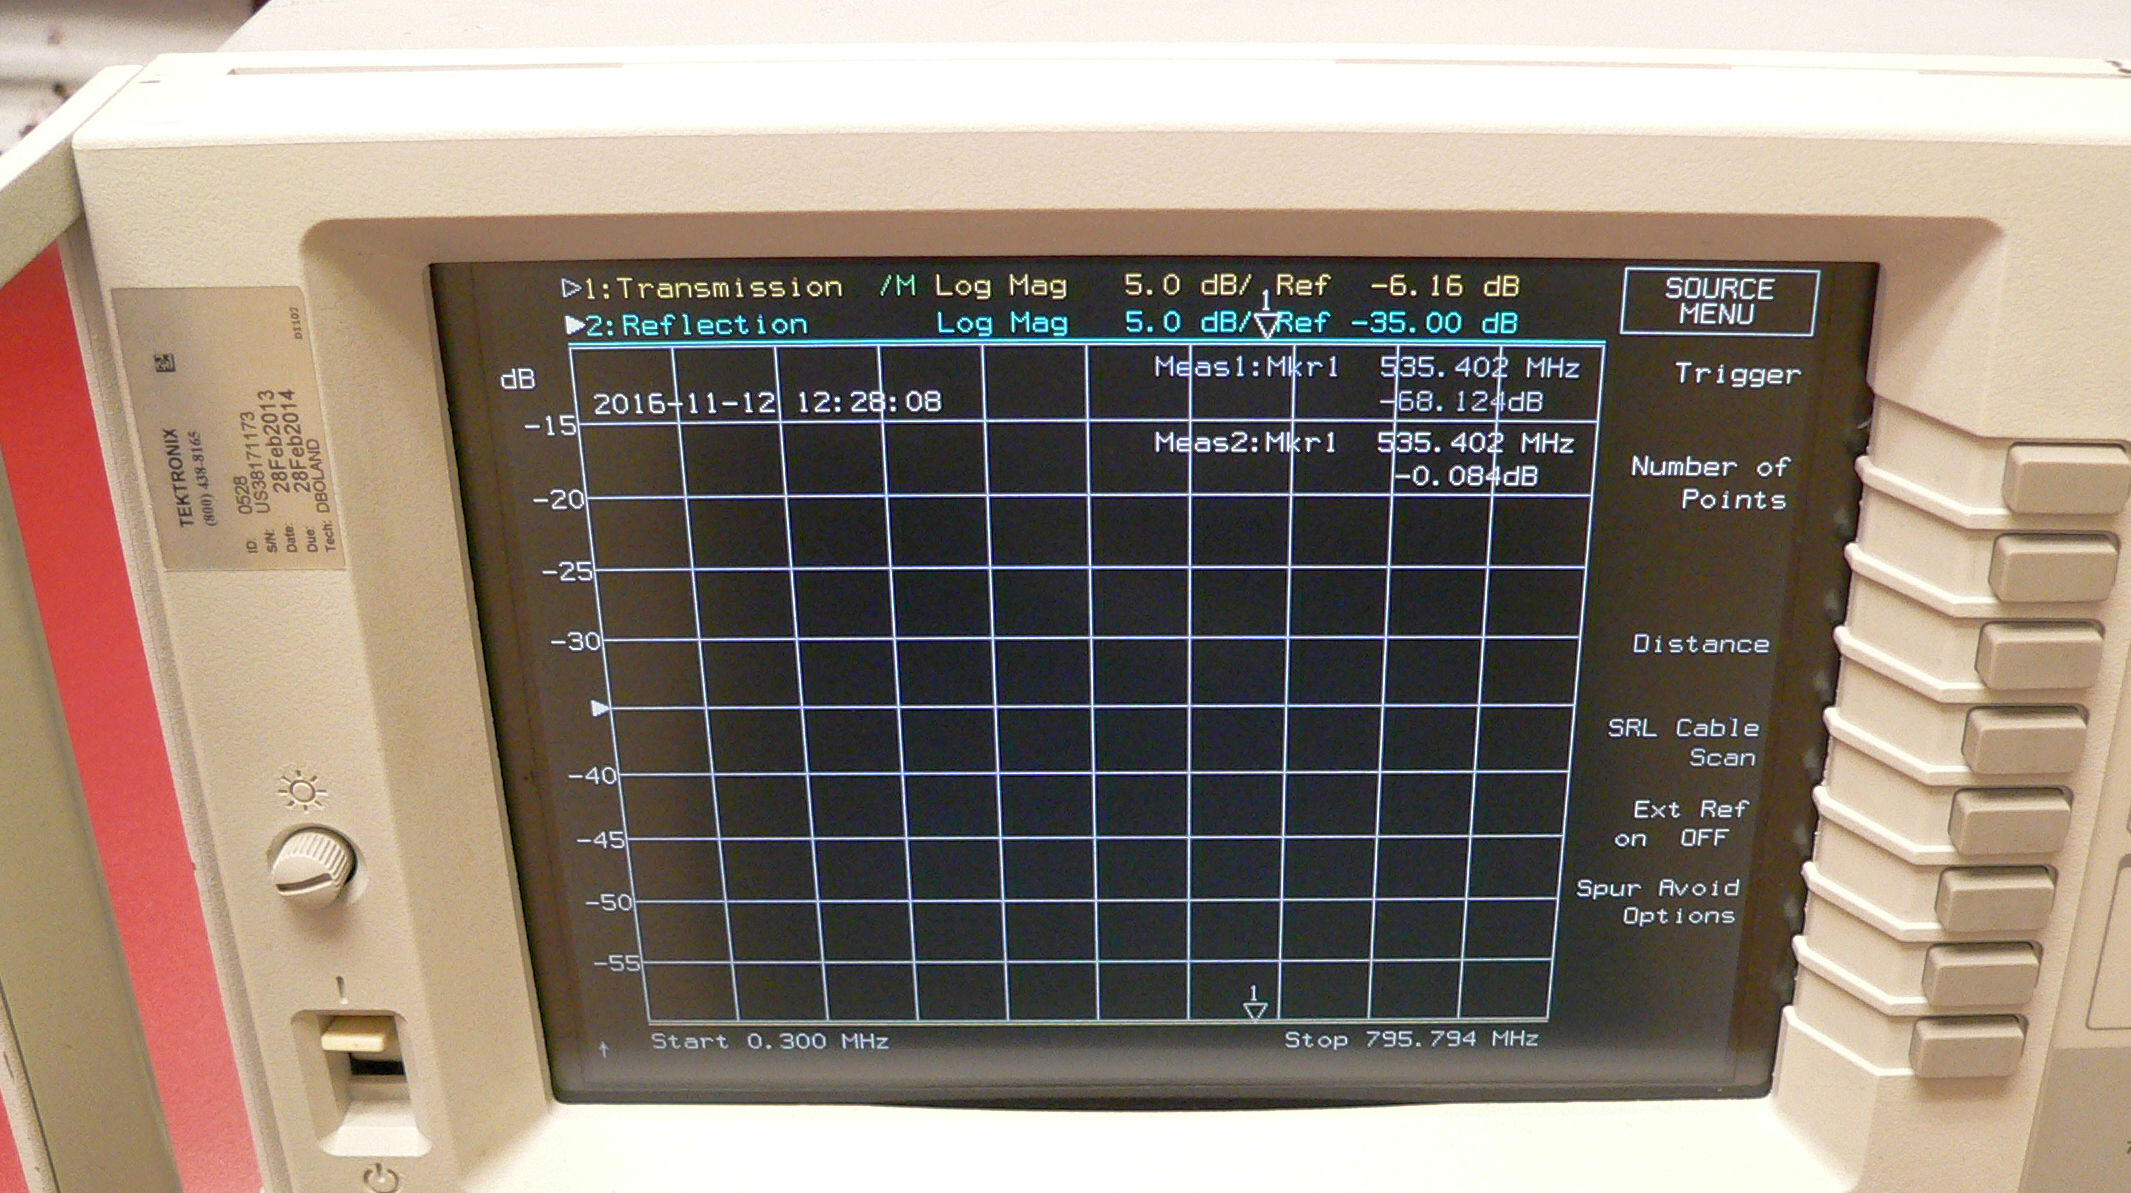 1:Transmission /M Log Mag 5.0 dB/ Ref -6.16 dB
2:Reflection Log Mag 5.0 dB/ Ref -35.00 dB
1
SOURCE
MENU
dB
Meas1:Mkr1 535.402 MHz
-68.124dB
2016-11-12 12:28:08
Meas2:Mkr1 535.402 MHz
-0.084dB
-15
-20
-25
-30
-40
-45
-50
-55
1
Start 0.300 MHz
Stop 795.794 MHz
Trigger
Number of
Points
Distance
SRL Cable
Scan
Ext Ref
on OFF
Spur Avoid
Options
TEKTRONIX
(800) 438-8165
ID: 0528
S/N: US38171173
Date: 28Feb2013
Due: 28Feb2014
Tech: DBOLAND